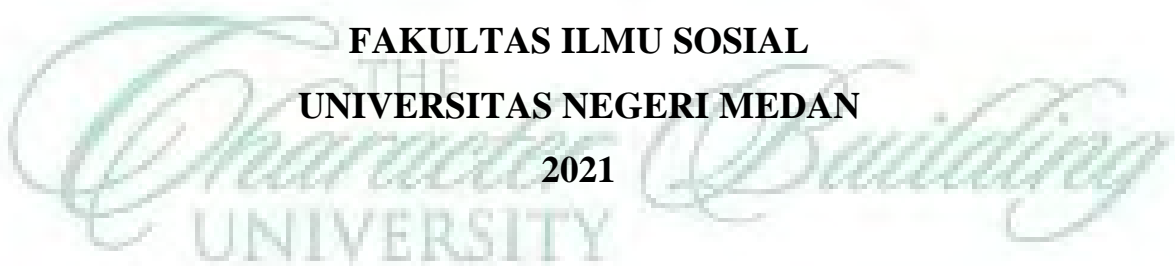 FAKULTAS ILMU SOSIAL
THE
UNIVERSITAS NEGERI MEDAN
Character Building
2021
UNIVERSITY